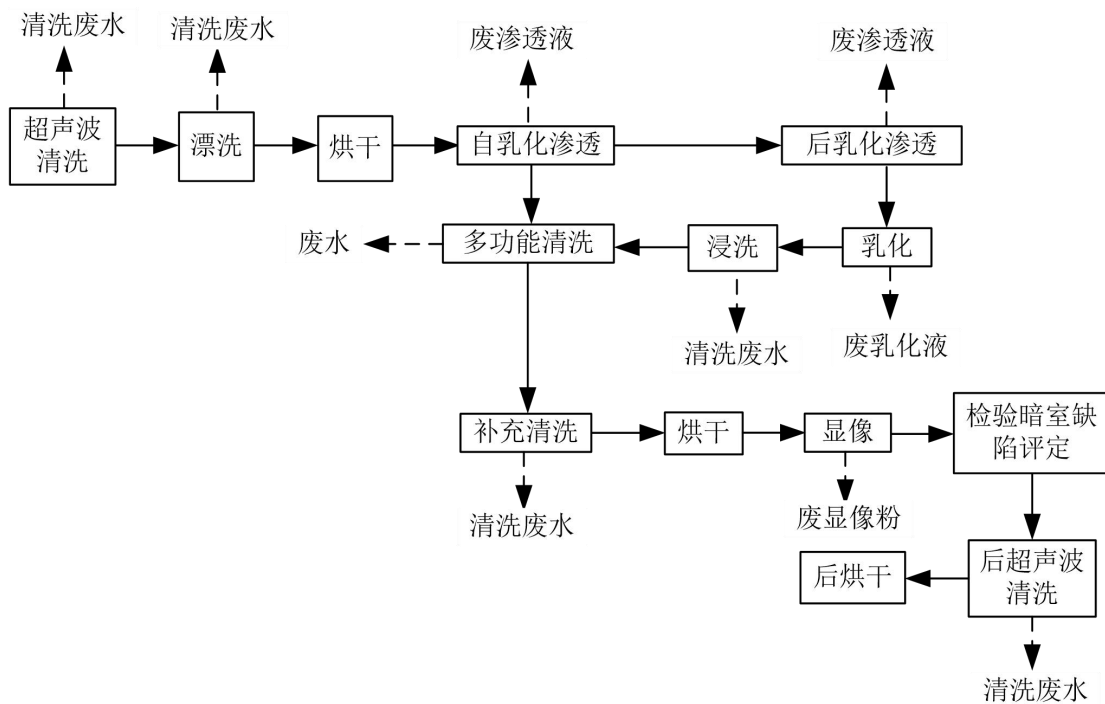 清洗废水
清洗废水
废渗透液
废渗透液
超声波
清洗
漂洗
烘干
自乳化渗透
后乳化渗透
废水
多功能清洗
浸洗
乳化
清洗废水
废乳化液
补充清洗
烘干
显像
检验暗室缺
陷评定
清洗废水
废显像粉
后烘干
后超声波
清洗
清洗废水